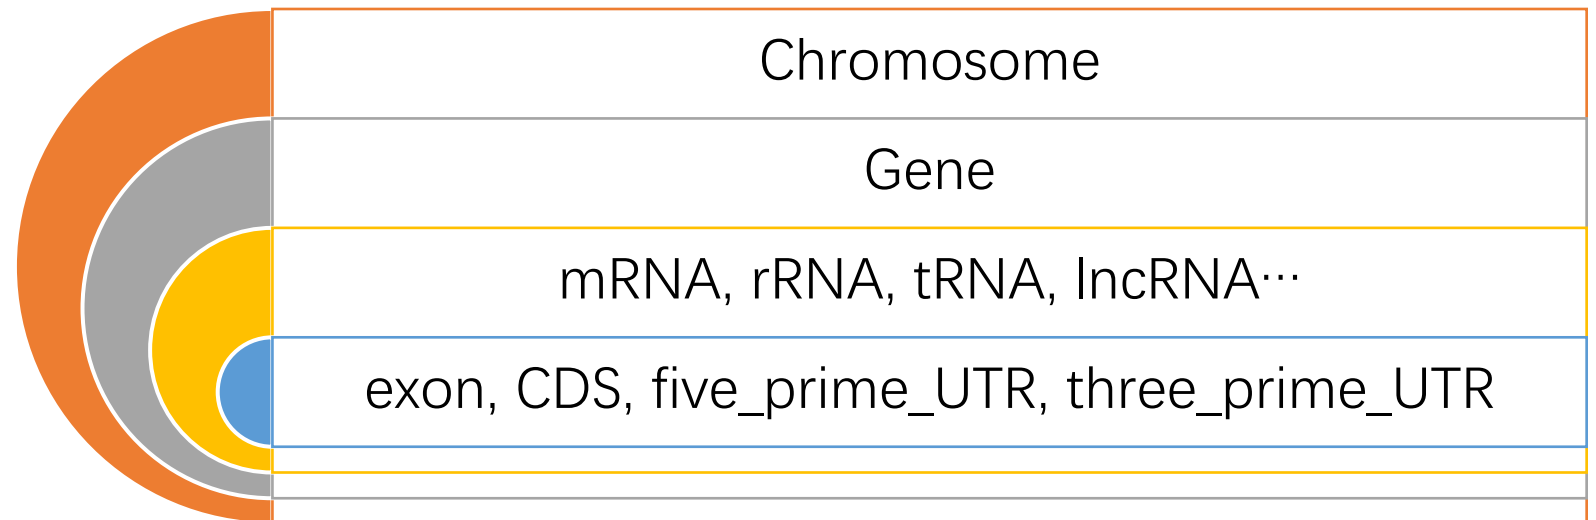 Chromosome
Gene
mRNA, rRNA, tRNA, lncRNA…
exon, CDS, five_prime_UTR, three_prime_UTR